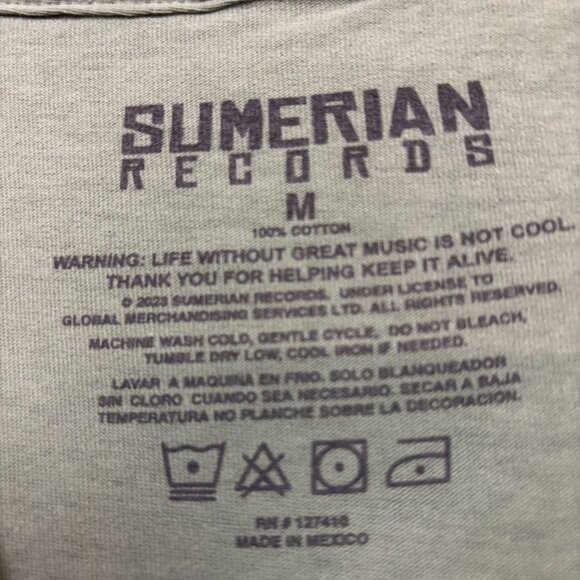 SUMERIAN
RECORDS
M
100% COTTON
WARNING: LIFE WITHOUT GREAT MUSIC IS NOT COOL.
THANK YOU FOR HELPING KEEP IT ALIVE.
© 2023 SUMERIAN RECORDS. UNDER LICENSE TO
GLOBAL MERCHANDISING SERVICES LTD. ALL RIGHTS RESERVED.
MACHINE WASH COLD, GENTLE CYCLE, DO NOT BLEACH,
TUMBLE DRY LOW, COOL IRON IF NEEDED.
LAVAR A MAQUINA EN FRIO. SOLO BLANQUEADOR
SIN CLORO CUANDO SEA NECESARIO. SECAR A BAJA
TEMPERATURA NO PLANCHE SOBRE LA DECORACION.
RN # 127416
MADE IN MEXICO